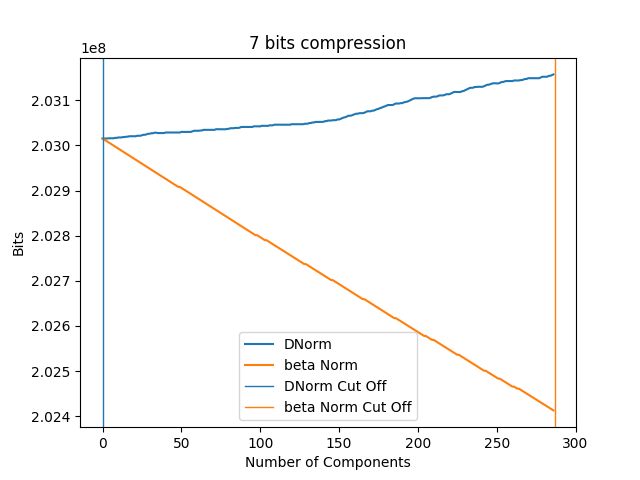 7 bits compression
1e8
2.031
2.030
2.029
2.028
2.027
2.026
2.025
2.024
Bits
DNorm
beta Norm
DNorm Cut Off
beta Norm Cut Off
0 50 100 150 200 250 300
Number of Components